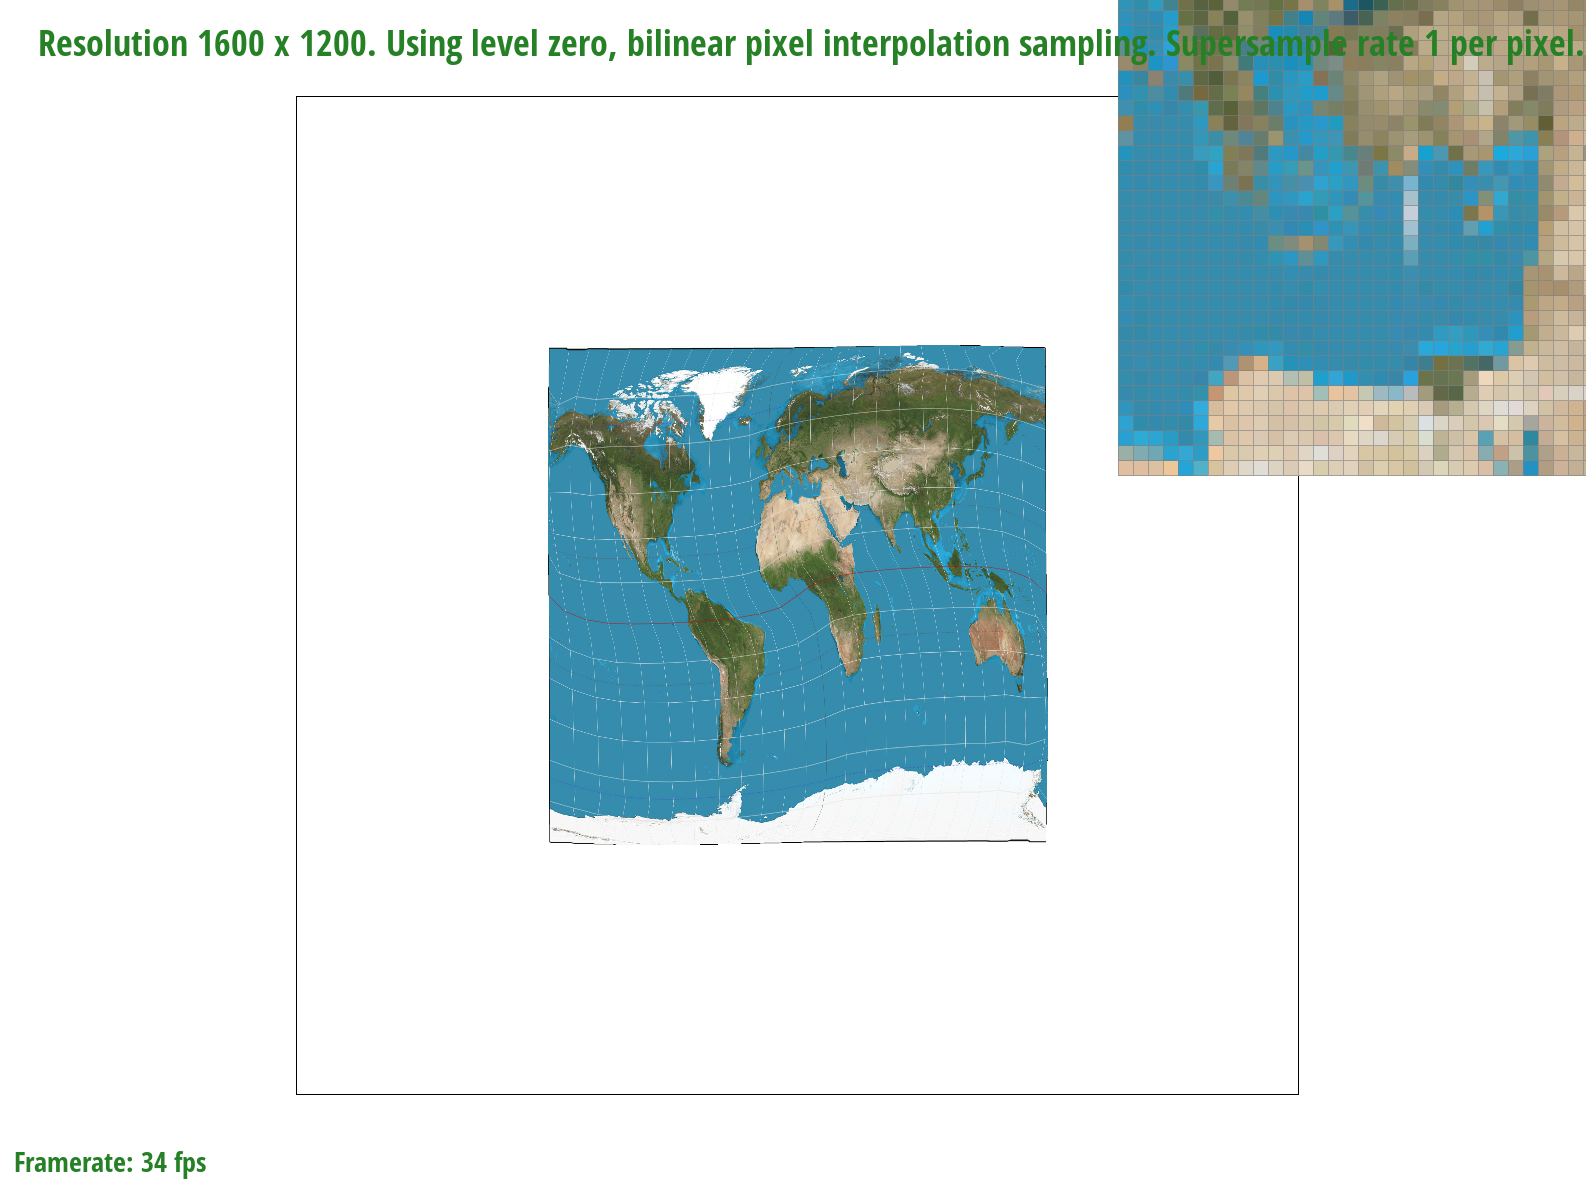 Resolution 1600 x 1200. Using level zero, bilinear pixel interpolation sampling. Supersample rate 1 per pixel.
Framerate: 34 fps